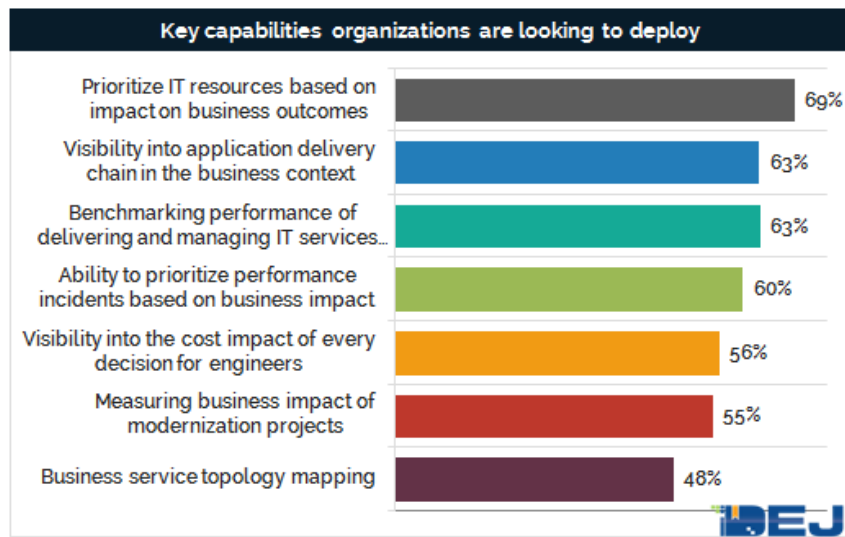 Key capabilities organizations are looking to deploy
Prioritize IT resources based on
impact on business outcomes
69%
Visibility into application delivery
chain in the business context
63%
Benchmarking performance of
delivering and managing IT services...
63%
Ability to prioritize performance
incidents based on business impact
60%
Visibility into the cost impact of every
decision for engineers
56%
Measuring business impact of
modernization projects
55%
Business service topology mapping
48%
DEJ